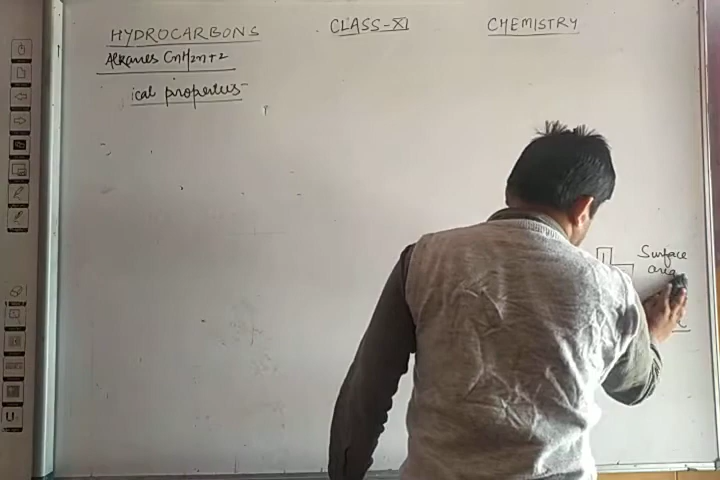 HYDROCARBONS CLASS-XI CHEMISTRY
Alkanes CnH2n+2
ical properties-
Surface
area